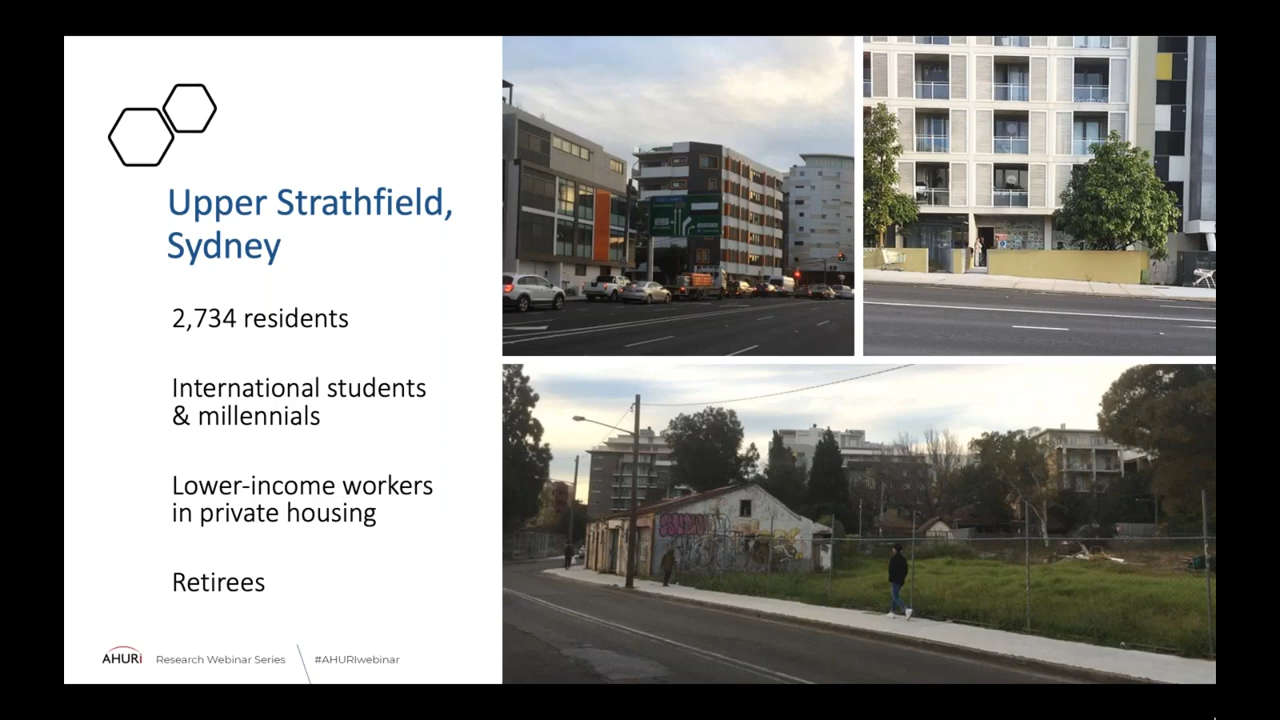 Upper Strathfield,
Sydney
2,734 residents
International students
& millennials
Lower-income workers
in private housing
Retirees
AHURI Research Webinar Series #AHURIwebinar